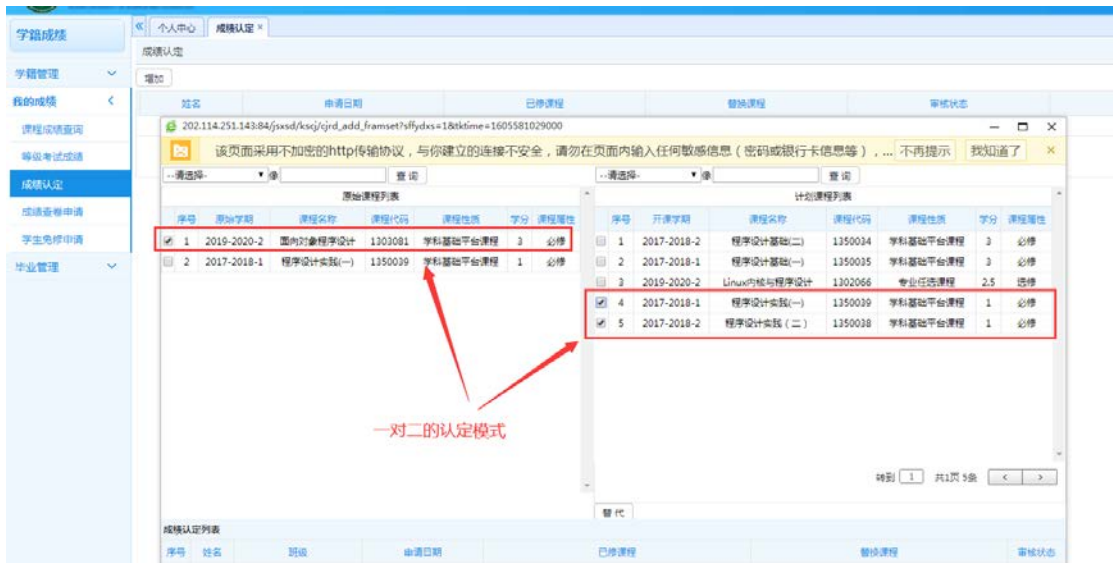 学籍成绩
个人中心 成绩认定 ×
成绩认定
学籍管理
增加
我的成绩
姓名 申请日期 已修课程 替换课程 审核状态
课程成绩查询
等级考试成绩
成绩认定
成绩查卷申请
学生免修申请
毕业管理
202.114.251.143:84/jsxsd/kscj/cjrd_add_framset?sffydxs=1&tktime=1605581029000
该页面采用不加密的http传输协议，与你建立的连接不安全，请勿在页面内输入任何敏感信息（密码或银行卡信息等），... 不再提示 我知道了 ×
--请选择- 像 查 询
--请选择- 像 查 询
原始课程列表
序号 原始学期 课程名称 课程代码 课程性质 学分 课程属性
1 2019-2020-2 面向对象程序设计 1303081 学科基础平台课程 3 必修
2 2017-2018-1 程序设计实践(一) 1350039 学科基础平台课程 1 必修
计划课程列表
序号 开课学期 课程名称 课程代码 课程性质 学分 课程属性
1 2017-2018-2 程序设计基础(二) 1350034 学科基础平台课程 3 必修
2 2017-2018-1 程序设计基础(一) 1350035 学科基础平台课程 3 必修
3 2019-2020-2 Linux内核与程序设计 1302066 专业任选课程 2.5 选修
4 2017-2018-1 程序设计实践(一) 1350039 学科基础平台课程 1 必修
5 2017-2018-2 程序设计实践（二） 1350038 学科基础平台课程 1 必修
一对二的认定模式
转到 1 共1页 5条 < >
替 代
成绩认定列表
序号 姓名 班级 申请日期 已修课程 替换课程 审核状态